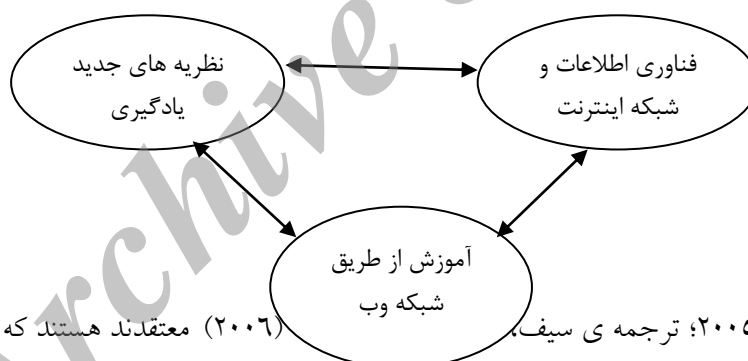 فناوری اطلاعات و
شبکه اینترنت
نظریه های جدید
یادگیری
آموزش از طریق
شبکه وب
۲۰۰۵؛ ترجمه ی سیف، (۲۰۰۶) معتقدند هستند که
Archive